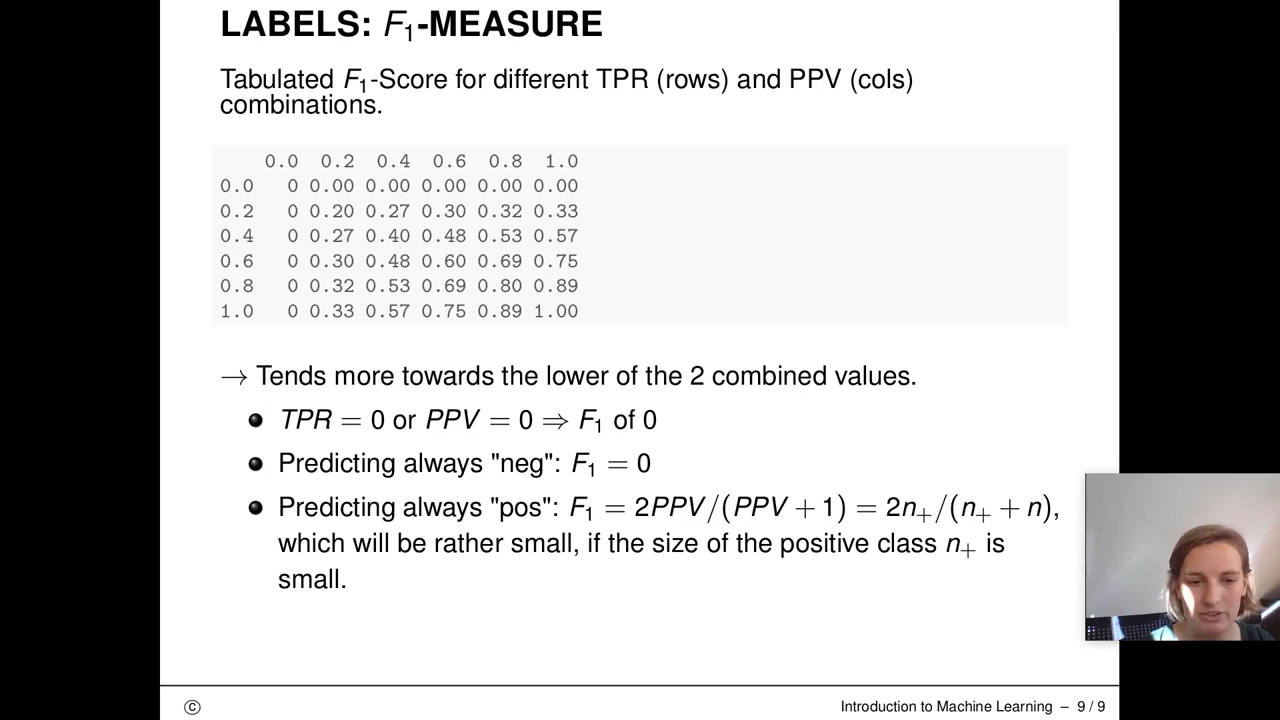 LABELS: F₁-MEASURE
Tabulated F₁-Score for different TPR (rows) and PPV (cols)
combinations.
0.0 0.2 0.4 0.6 0.8 1.0
0.0 0 0.00 0.00 0.00 0.00 0.00
0.2 0 0.20 0.27 0.30 0.32 0.33
0.4 0 0.27 0.40 0.48 0.53 0.57
0.6 0 0.30 0.48 0.60 0.69 0.75
0.8 0 0.32 0.53 0.69 0.80 0.89
1.0 0 0.33 0.57 0.75 0.89 1.00
→ Tends more towards the lower of the 2 combined values.
● TPR = 0 or PPV = 0 ⇒ F₁ of 0
● Predicting always "neg": F₁ = 0
● Predicting always "pos": F₁ = 2PPV/(PPV + 1) = 2n₊/(n₊ + n),
which will be rather small, if the size of the positive class n₊ is
small.
© Introduction to Machine Learning – 9 / 9